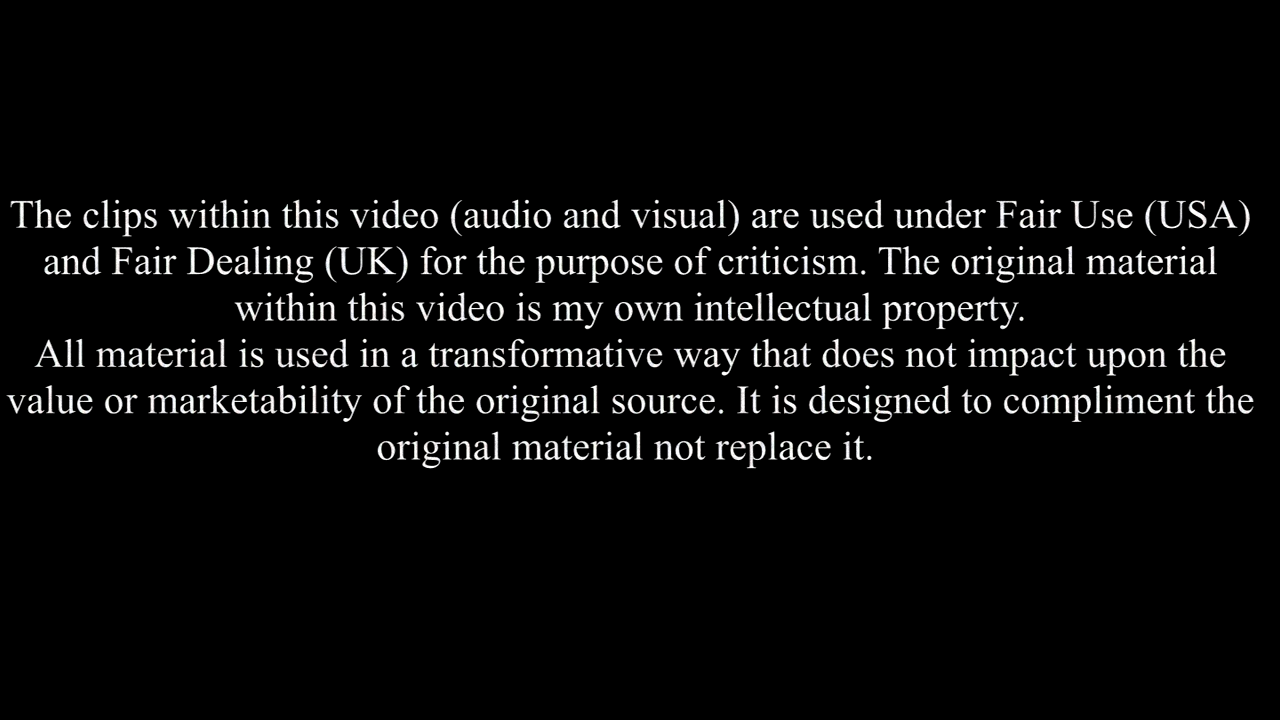 The clips within this video (audio and visual) are used under Fair Use (USA)
and Fair Dealing (UK) for the purpose of criticism. The original material
within this video is my own intellectual property.
All material is used in a transformative way that does not impact upon the
value or marketability of the original source. It is designed to compliment the
original material not replace it.